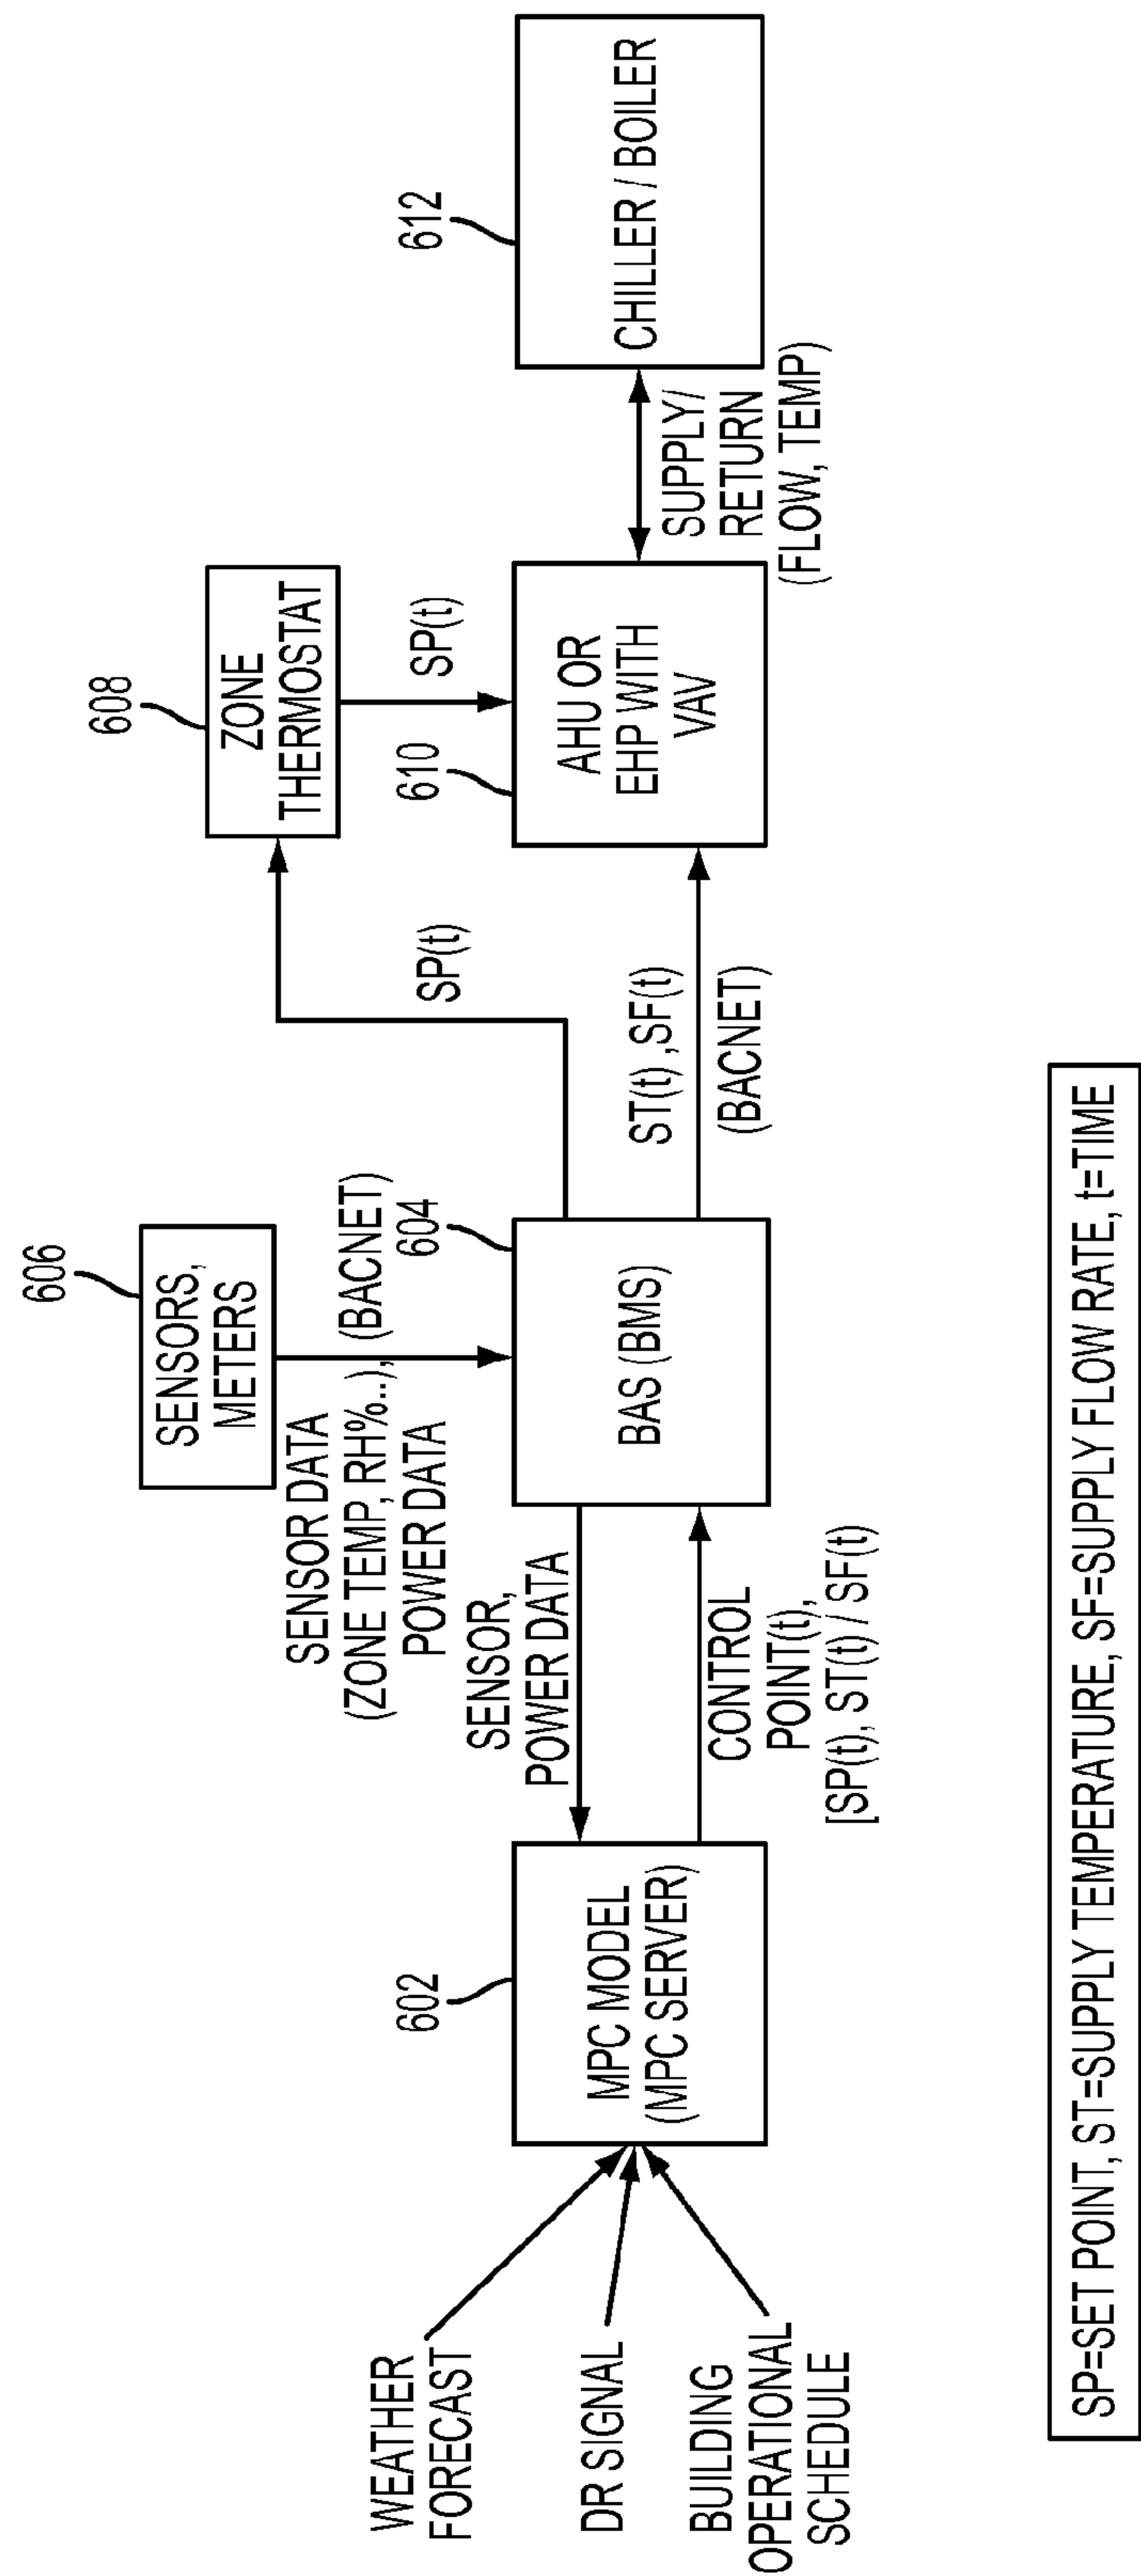 WEATHER
FORECAST
DR SIGNAL
BUILDING
OPERATIONAL
SCHEDULE
602
MPC MODEL
(MPC SERVER)
SENSOR,
POWER DATA
CONTROL
POINT(t),
[SP(t), ST(t) / SF(t)
606
SENSORS,
METERS
SENSOR DATA
(ZONE TEMP, RH%..),
POWER DATA
(BACNET)
604
BAS (BMS)
SP(t)
ST(t) ,SF(t)
(BACNET)
608
ZONE
THERMOSTAT
SP(t)
610
AHU OR
EHP WITH
VAV
SUPPLY/
RETURN
(FLOW, TEMP)
612
CHILLER / BOILER
SP=SET POINT, ST=SUPPLY TEMPERATURE, SF=SUPPLY FLOW RATE, t=TIME